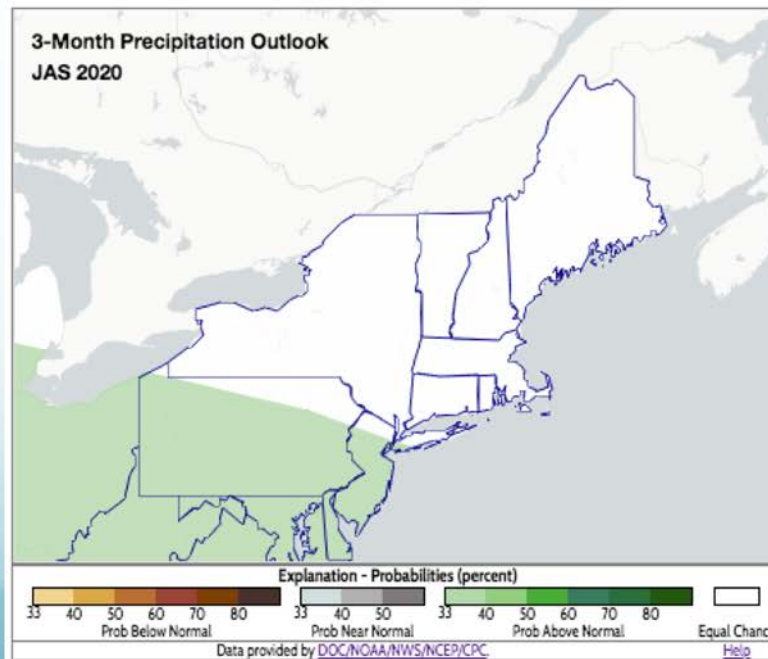 3-Month Precipitation Outlook
JAS 2020
Explanation - Probabilities (percent)
33 40 50 60 70 80 33 40 50 33 40 50 60 70 80
Prob Below Normal Prob Near Normal Prob Above Normal Equal Chanc
Data provided by DOC/NOAA/NWS/NCEP/CPC. Help